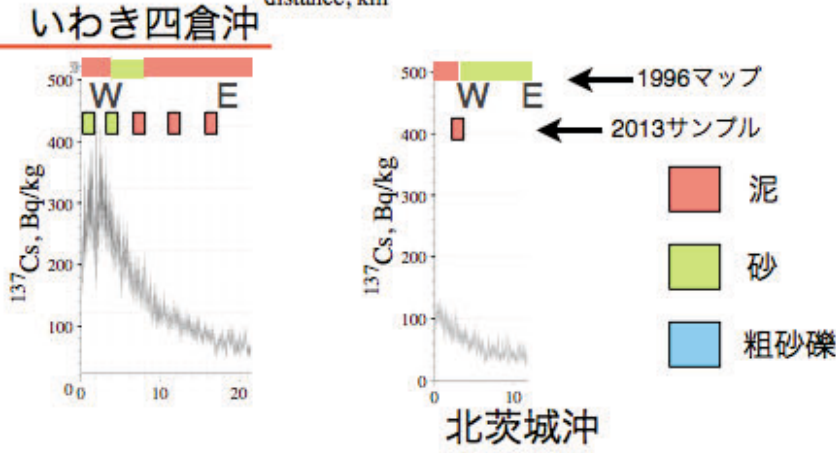 distance, km
いわき四倉沖
500
W E
400
300
200
100
0
0 10 20
137Cs, Bq/kg
500
W E
400
300
200
100
0
0 10
137Cs, Bq/kg
北茨城沖
1996マップ
2013サンプル
泥
砂
粗砂礫